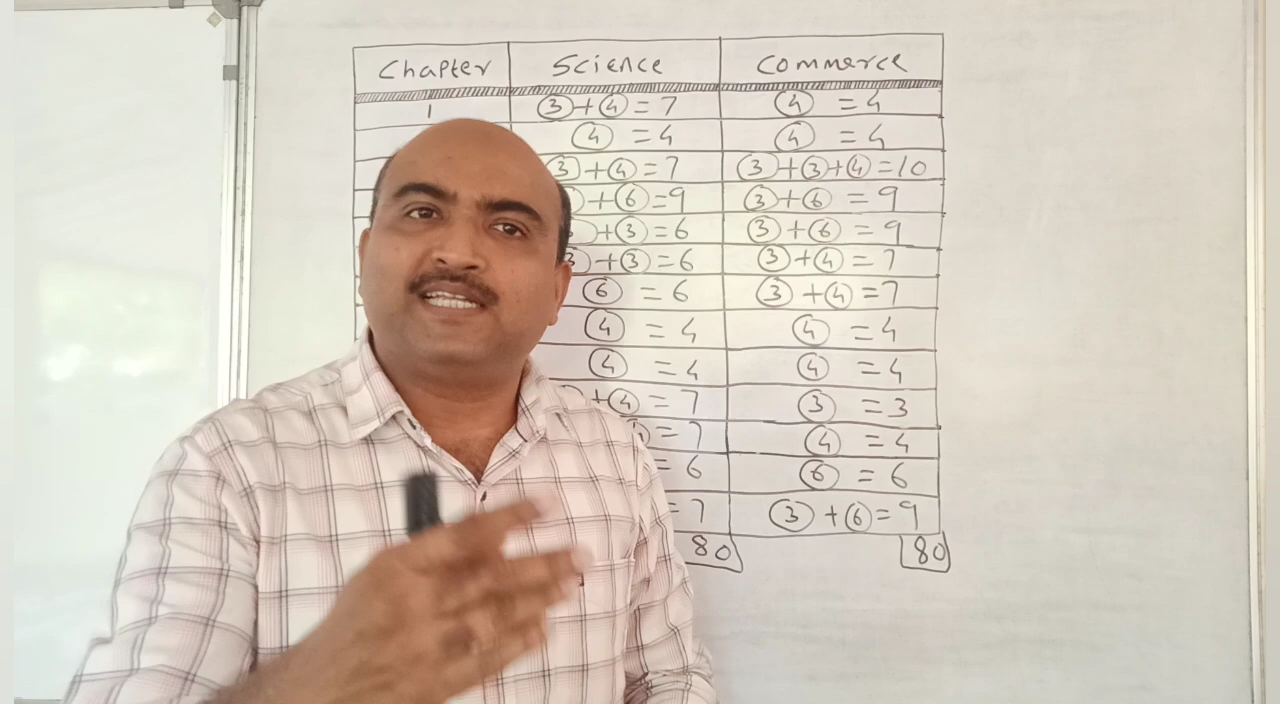 Chapter Science Commerce
1 ③+④=7 ④ =4
④ =4 ④ =4
③+④=7 ③+③+④=10
+⑥=9 ③+⑥ =9
+③=6 ③+⑥ =9
③+③=6 ③+④ =7
⑥ =6 ③+④=7
④ =4 ④ =4
④ =4 ④ =4
+④ =7 ③ =3
=7 ④ =4
=6 ⑥ =6
=7 ③+⑥=9
80 80